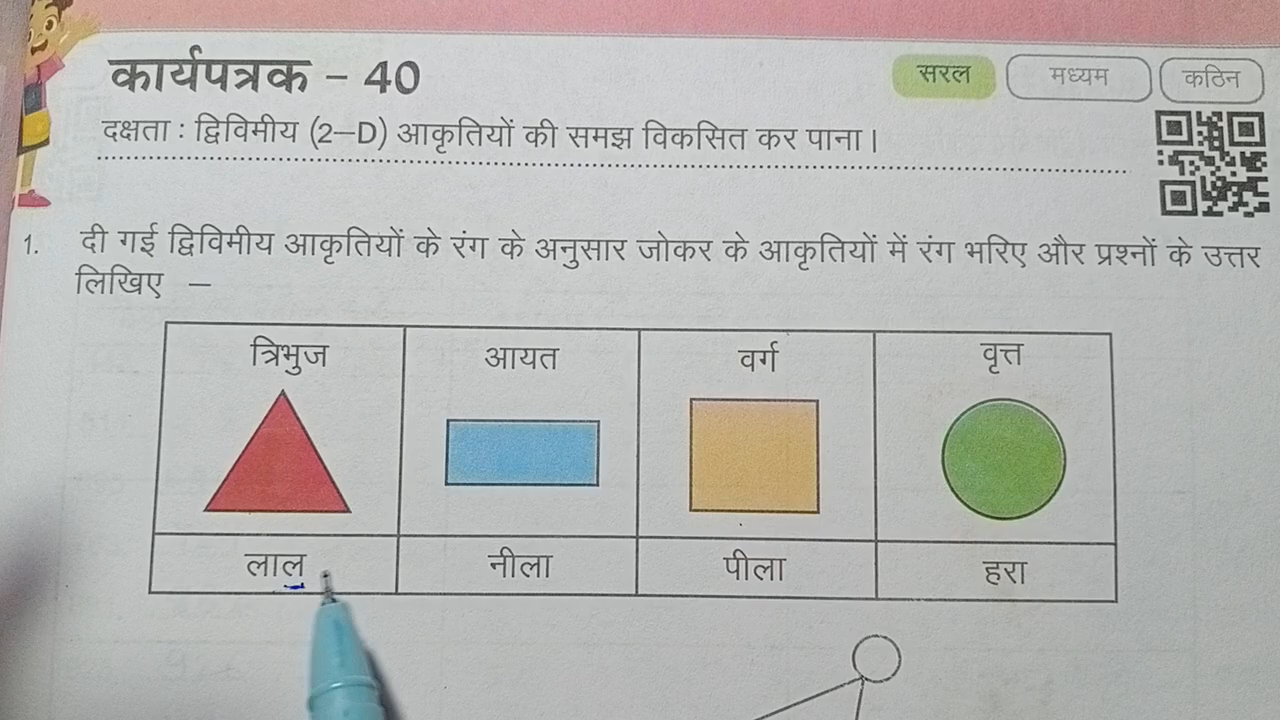 कार्यपत्रक – 40
सरल
मध्यम
कठिन
दक्षता : द्विविमीय (2–D) आकृतियों की समझ विकसित कर पाना।
1. दी गई द्विविमीय आकृतियों के रंग के अनुसार जोकर के आकृतियों में रंग भरिए और प्रश्नों के उत्तर
लिखिए –
त्रिभुज आयत वर्ग वृत्त
लाल नीला पीला हरा